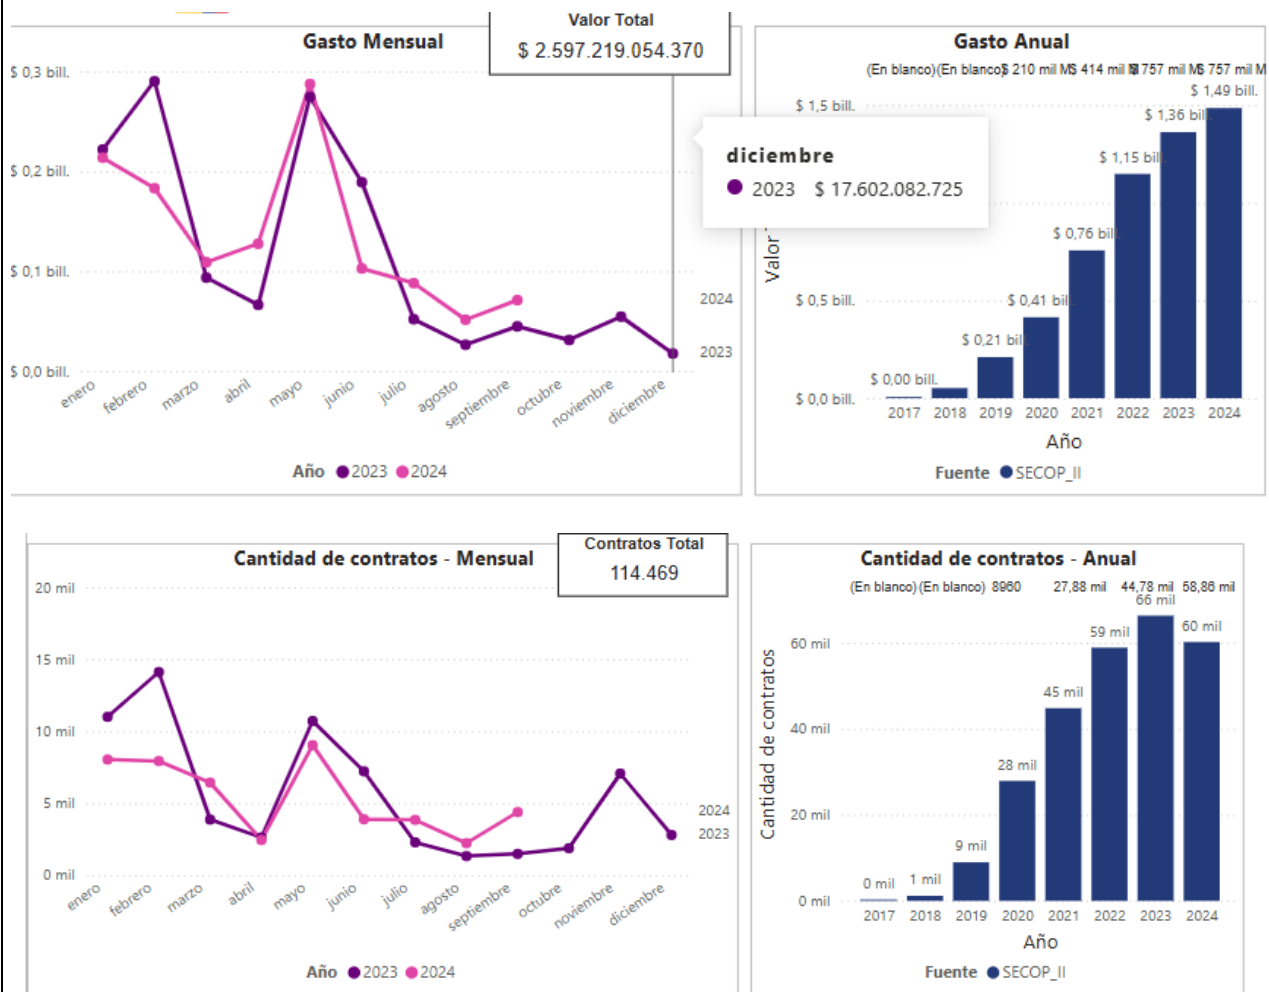 Valor Total
$ 2.597.219.054.370
Gasto Mensual
$ 0,3 bill.
$ 0,2 bill.
$ 0,1 bill.
$ 0,0 bill.
2024
2023
enero
febrero
marzo
abril
mayo
junio
julio
agosto
septiembre
octubre
noviembre
diciembre
Año 2023 2024
diciembre
2023 $ 17.602.082.725
Gasto Anual
(En blanco) (En blanco) $ 210 mil M $ 414 mil M 757 mil M $ 757 mil M
$ 1,49 bill.
$ 1,5 bill.
$ 1,36 bill.
$ 1,15 bill.
$ 0,76 bill.
$ 0,5 bill.
$ 0,41 bill.
$ 0,21 bill.
$ 0,00 bill.
$ 0,0 bill.
Valor
2017 2018 2019 2020 2021 2022 2023 2024
Año
Fuente SECOP_II
Contratos Total
114.469
Cantidad de contratos - Mensual
20 mil
15 mil
10 mil
5 mil
0 mil
2024
2023
enero
febrero
marzo
abril
mayo
junio
julio
agosto
septiembre
octubre
noviembre
diciembre
Año 2023 2024
Cantidad de contratos - Anual
(En blanco) (En blanco) 8960 27,88 mil 44,78 mil 58,86 mil
66 mil
60 mil
59 mil
60 mil
45 mil
40 mil
28 mil
20 mil
9 mil
1 mil
0 mil
0 mil
Cantidad de contratos
2017 2018 2019 2020 2021 2022 2023 2024
Año
Fuente SECOP_II